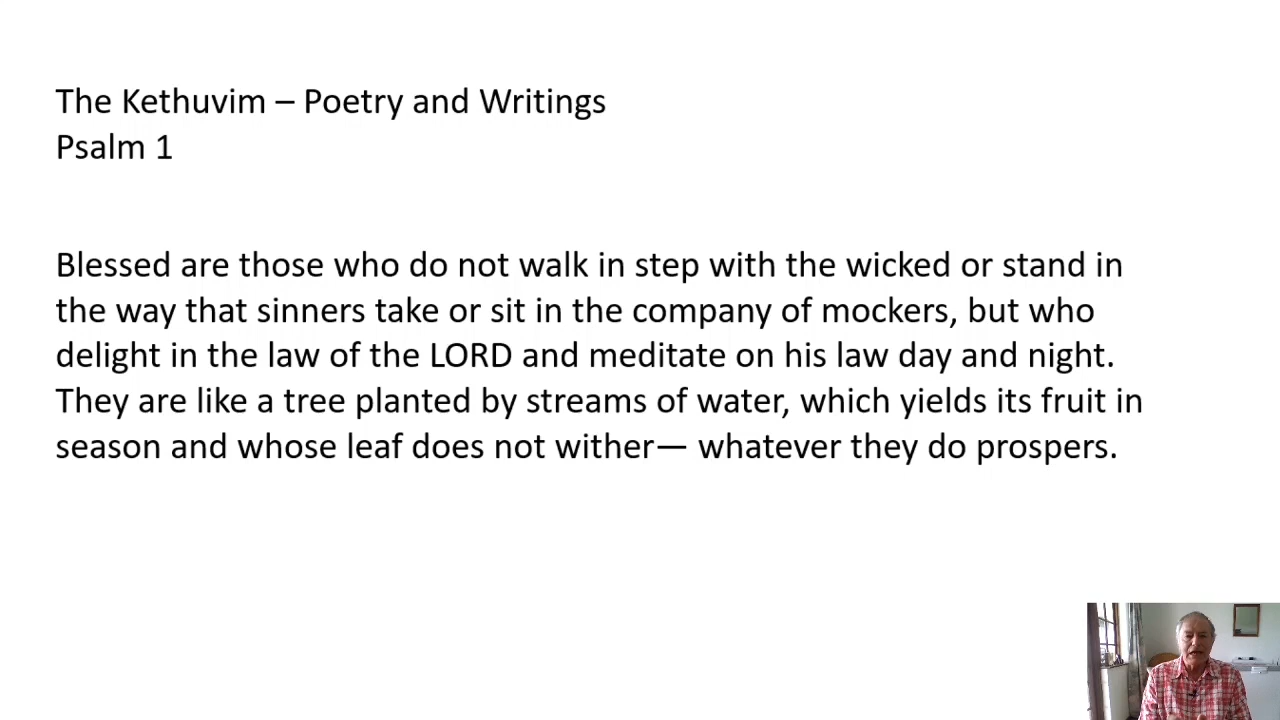 The Kethuvim – Poetry and Writings
Psalm 1
Blessed are those who do not walk in step with the wicked or stand in
the way that sinners take or sit in the company of mockers, but who
delight in the law of the LORD and meditate on his law day and night.
They are like a tree planted by streams of water, which yields its fruit in
season and whose leaf does not wither— whatever they do prospers.